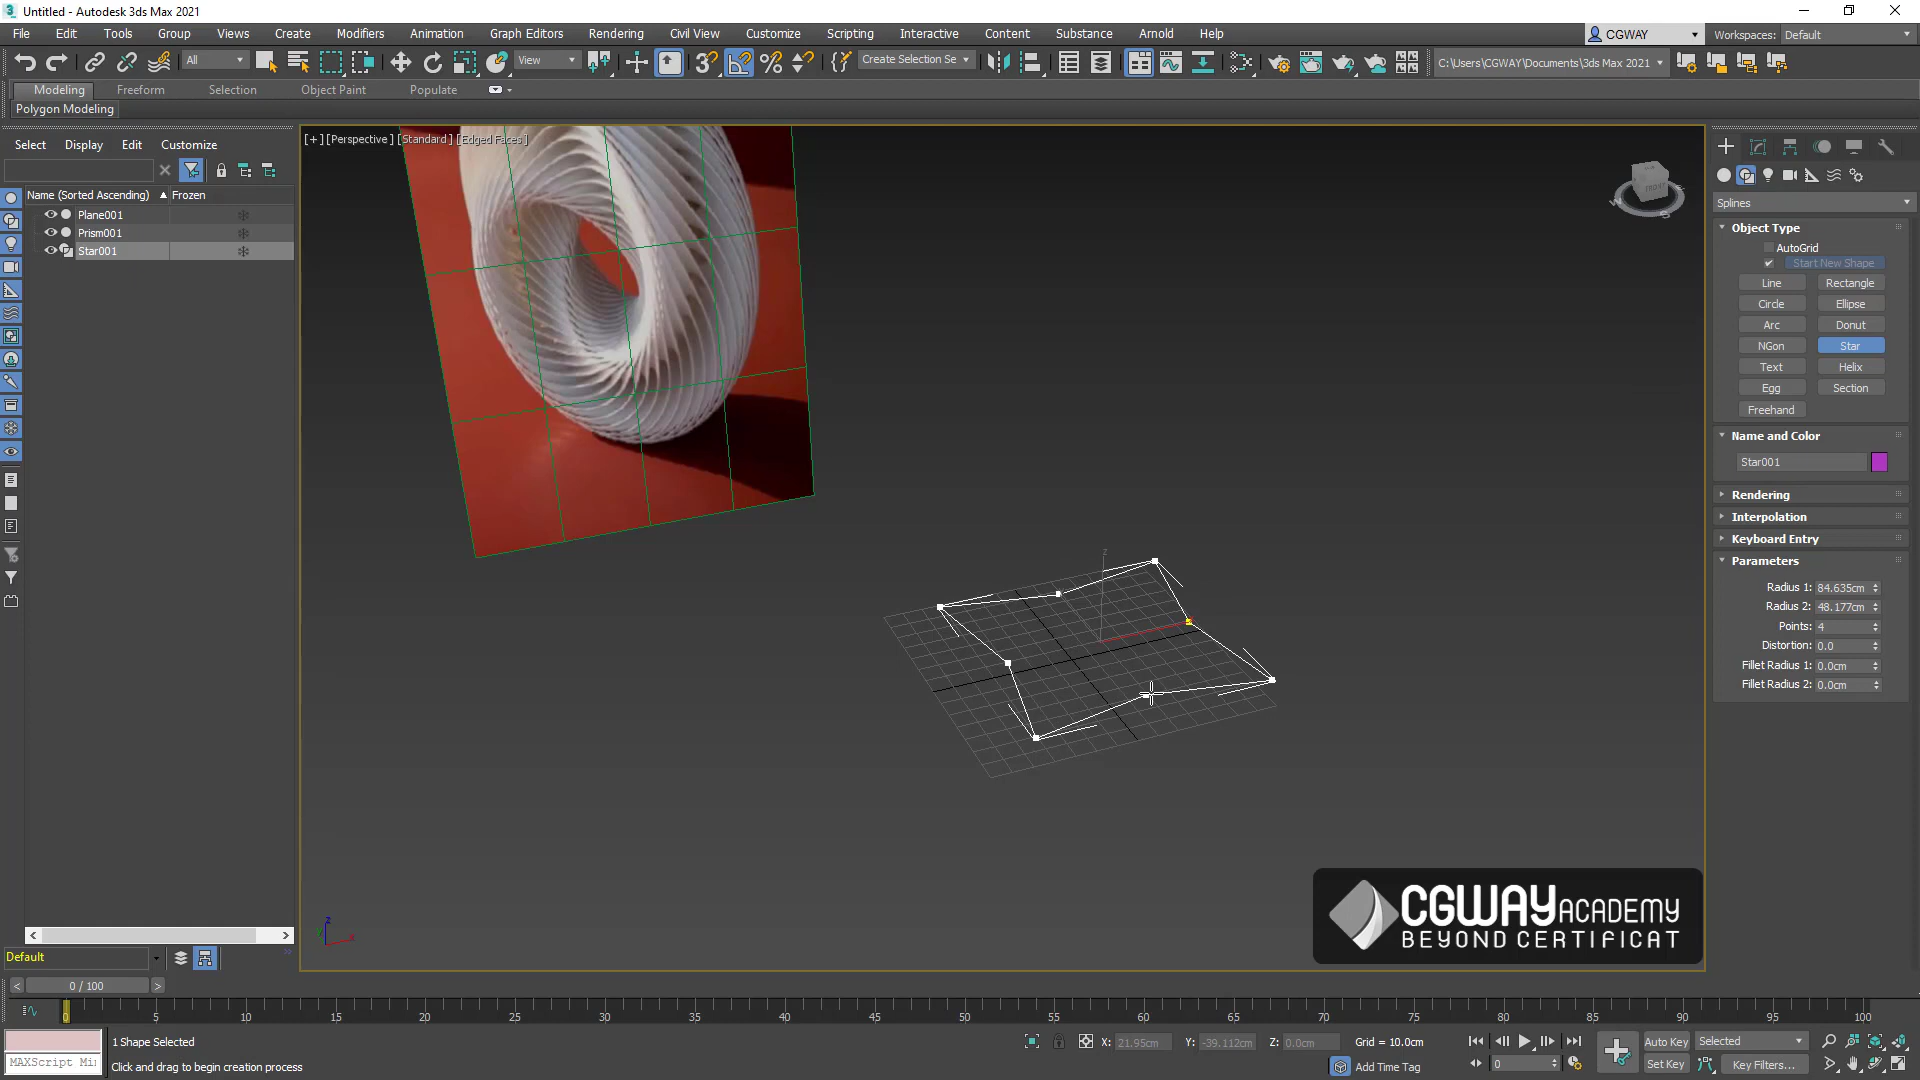 Untitled - Autodesk 3ds Max 2021
File Edit Tools Group Views Create Modifiers Animation Graph Editors Rendering Civil View Customize Scripting Interactive Content Substance Arnold Help
CGWAY
Workspaces: Default
All
View
Create Selection Se
C:\Users\CGWAY\Documents\3ds Max 2021
Modeling Freeform Selection Object Paint Populate
Polygon Modeling
Select Display Edit Customize
Name (Sorted Ascending) Frozen
Plane001
Prism001
Star001
[+] [Perspective] [Standard] [Edged Faces]
FRONT
W
S
Splines
Object Type
AutoGrid
Start New Shape
Line Rectangle
Circle Ellipse
Arc Donut
NGon Star
Text Helix
Egg Section
Freehand
Name and Color
Star001
Rendering
Interpolation
Keyboard Entry
Parameters
Radius 1: 84.635cm
Radius 2: 48.177cm
Points: 4
Distortion: 0.0
Fillet Radius 1: 0.0cm
Fillet Radius 2: 0.0cm
z
z
y
x
CGWAY ACADEMY
BEYOND CERTIFICAT
Default
0 / 100
0 5 10 15 20 25 30 35 40 45 50 55 60 65 70 75 80 85 90 95 100
1 Shape Selected
X: 21.95cm Y: -39.112cm Z: 0.0cm Grid = 10.0cm
Auto Key Selected
MAXScript Mi
Click and drag to begin creation process
Add Time Tag
0
Set Key Key Filters...